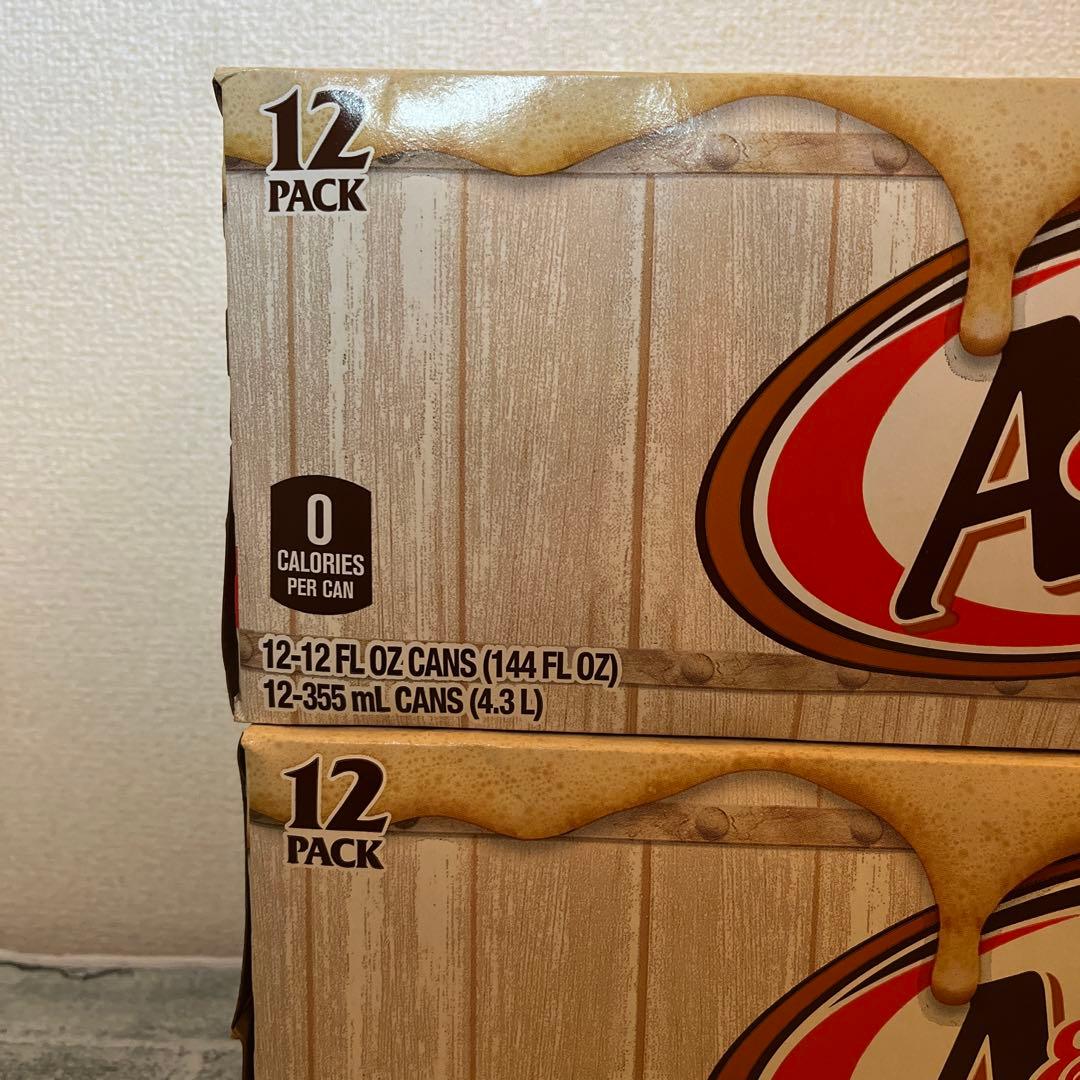 12
PACK
A
0
CALORIES
PER CAN
12-12 FL OZ CANS (144 FL OZ)
12-355 mL CANS (4.3 L)
12
PACK
A&